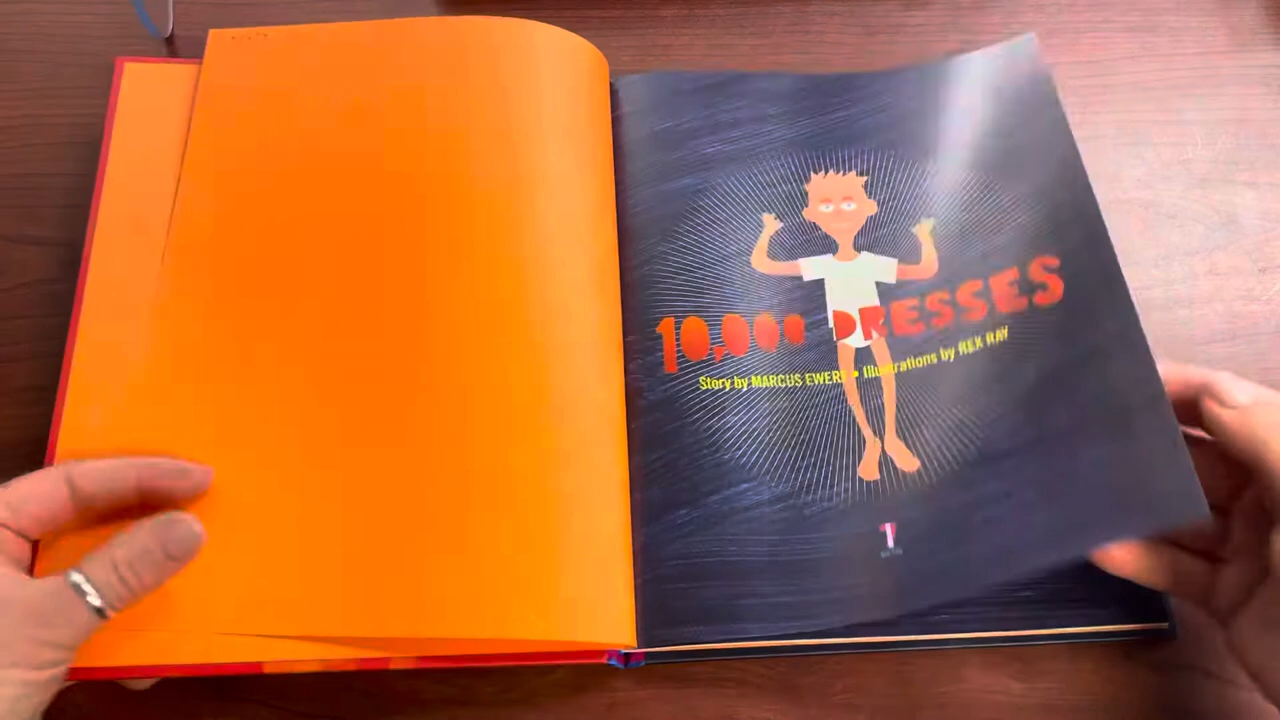 10,000 DRESSES
Story by MARCUS EWERT • Illustrations by REX RAY